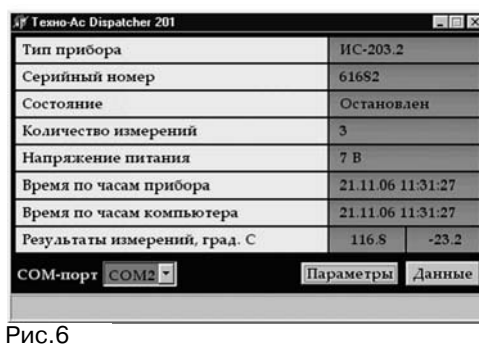 Техно-Ас Dispatcher 201
Тип прибора ИС-203.2
Серийный номер 61682
Состояние Остановлен
Количество измерений 3
Напряжение питания 7 В
Время по часам прибора 21.11.06 11:31:27
Время по часам компьютера 21.11.06 11:31:27
Результаты измерений, град. С 116.8 -23.2
COM-порт COM2 Параметры Данные
Рис.6